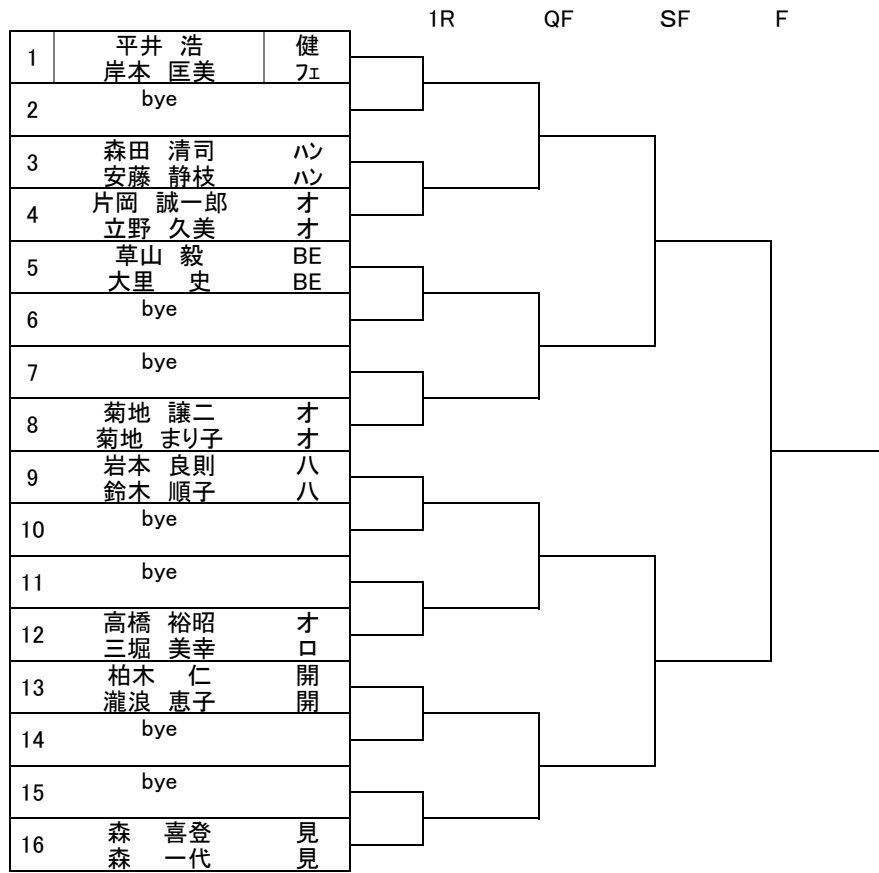 1R QF SF F
1 平井 浩 健
岸本 匡美 フェ
2 bye
3 森田 清司 ハン
安藤 静枝 ハン
4 片岡 誠一郎 オ
立野 久美 オ
5 草山 毅 BE
大里 史 BE
6 bye
7 bye
8 菊地 譲二 オ
菊地 まり子 オ
9 岩本 良則 八
鈴木 順子 八
10 bye
11 bye
12 高橋 裕昭 オ
三堀 美幸 ロ
13 柏木 仁 開
瀧浪 恵子 開
14 bye
15 bye
16 森 喜登 見
森 一代 見